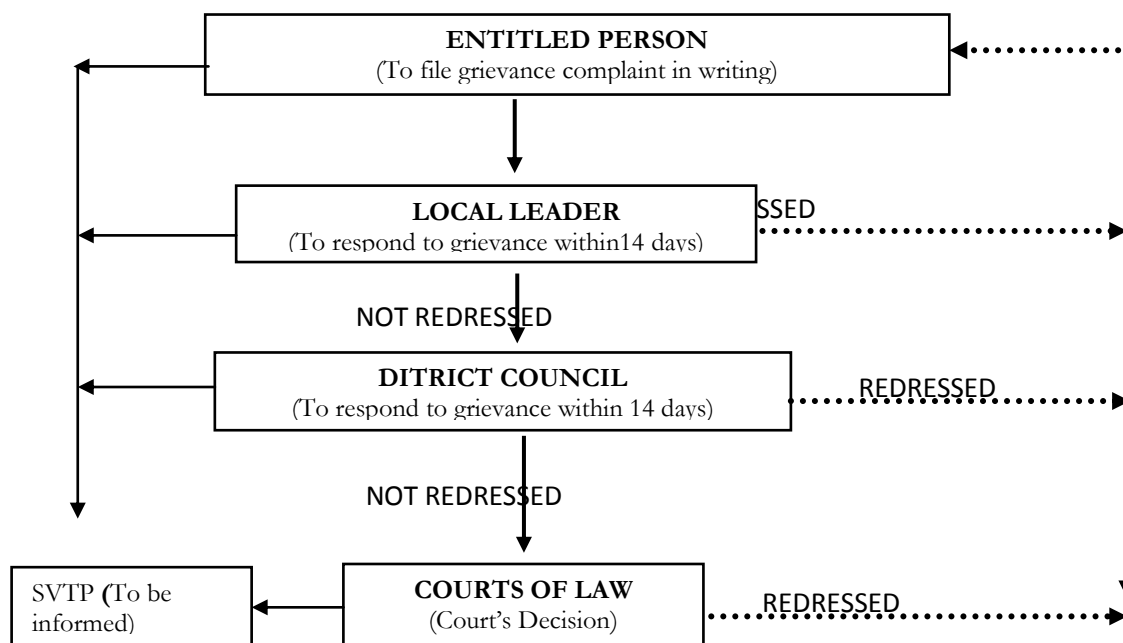 ENTITLED PERSON
(To file grievance complaint in writing)
LOCAL LEADER
(To respond to grievance within14 days)
SSED
NOT REDRESSED
DITRICT COUNCIL
(To respond to grievance within 14 days)
REDRESSED
NOT REDRESSED
SVTP (To be
informed)
COURTS OF LAW
(Court’s Decision)
REDRESSED